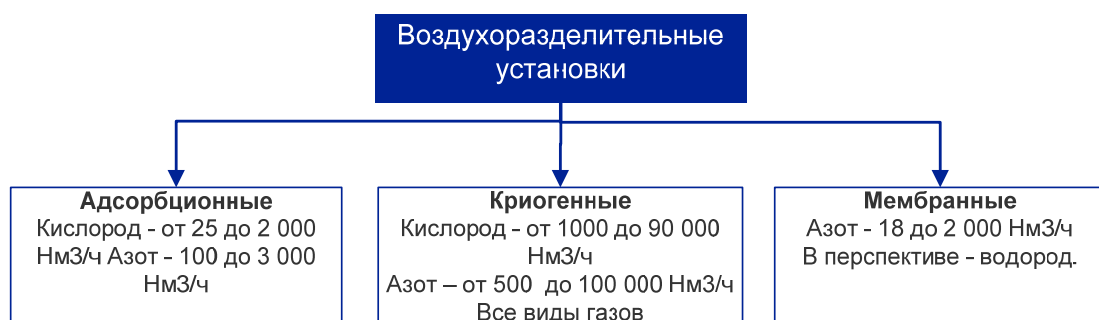 Воздухоразделительные
установки
Адсорбционные
Кислород - от 25 до 2 000
Нм3/ч Азот - 100 до 3 000
Нм3/ч
Криогенные
Кислород - от 1000 до 90 000
Нм3/ч
Азот – от 500 до 100 000 Нм3/ч
Все виды газов
Мембранные
Азот - 18 до 2 000 Нм3/ч
В перспективе - водород.